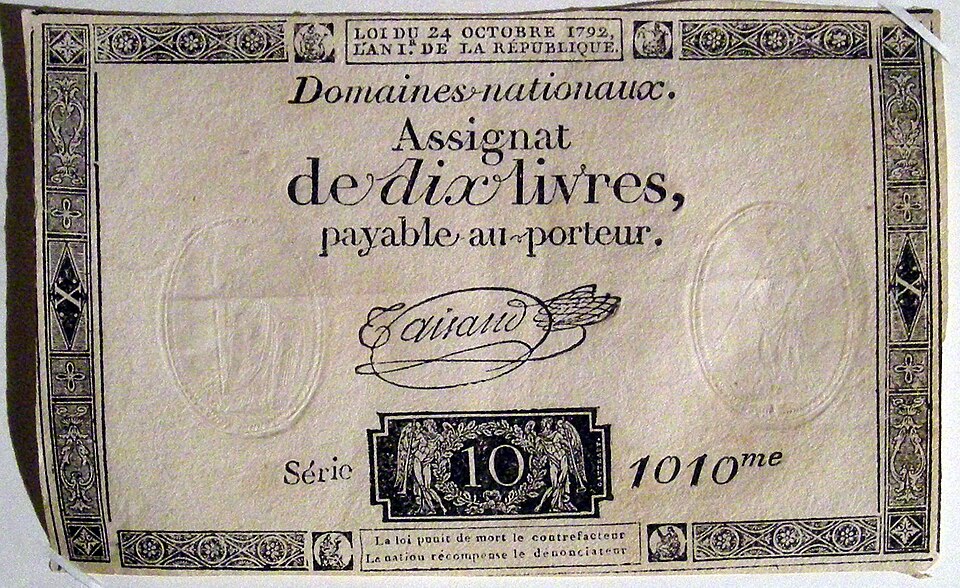 LOI DU 24 OCTOBRE 1792,
L'AN I.ER DE LA RÉPUBLIQUE.
Domaines nationaux.
Assignat
de dix livres,
payable au porteur.
Taisaud
Série 10 1010me
X X
La loi punit de mort le contrefacteur
La nation récompense le dénonciateur